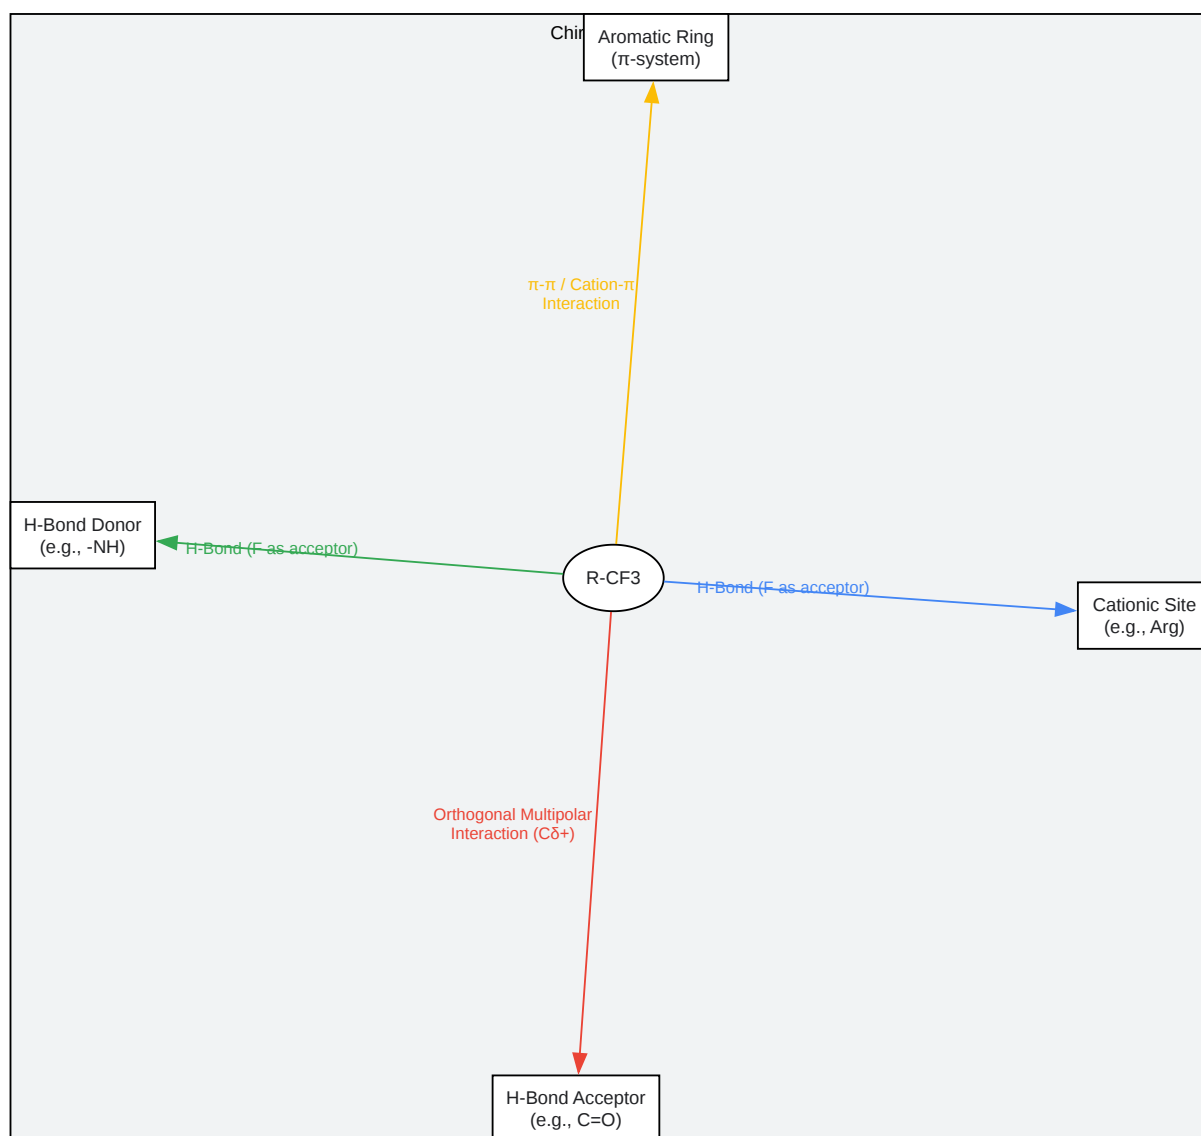 Aromatic Ring
(π-system)
π-π / Cation-π
Interaction
H-Bond Donor
(e.g., -NH)
H-Bond (F as acceptor)
R-CF3
H-Bond (F as acceptor)
Cationic Site
(e.g., Arg)
Orthogonal Multipolar
Interaction (Cδ+)
H-Bond Acceptor
(e.g., C=O)